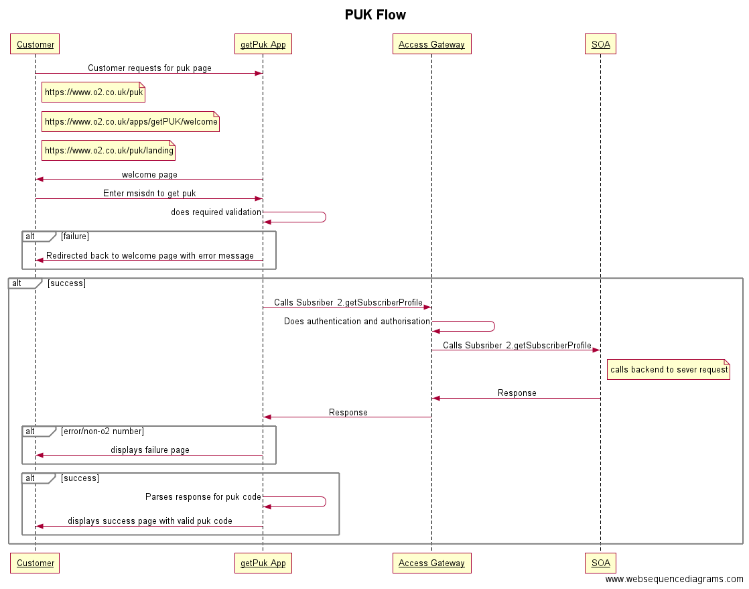 PUK Flow
Customer
getPuk App
Access Gateway
SOA
Customer requests for puk page
https://www.o2.co.uk/puk
https://www.o2.co.uk/apps/getPUK/welcome
https://www.o2.co.uk/puk/landing
welcome page
Enter msisdn to get puk
does required validation
alt [failure]
Redirected back to welcome page with error message
alt [success]
Calls Subsriber_2.getSubscriberProfile
Does authentication and authorisation
Calls Subsriber_2.getSubscriberProfile
calls backend to sever request
Response
Response
alt [error/non-o2 number]
displays failure page
alt [success]
Parses response for puk code
displays success page with valid puk code
Customer
getPuk App
Access Gateway
SOA
www.websequencediagrams.com